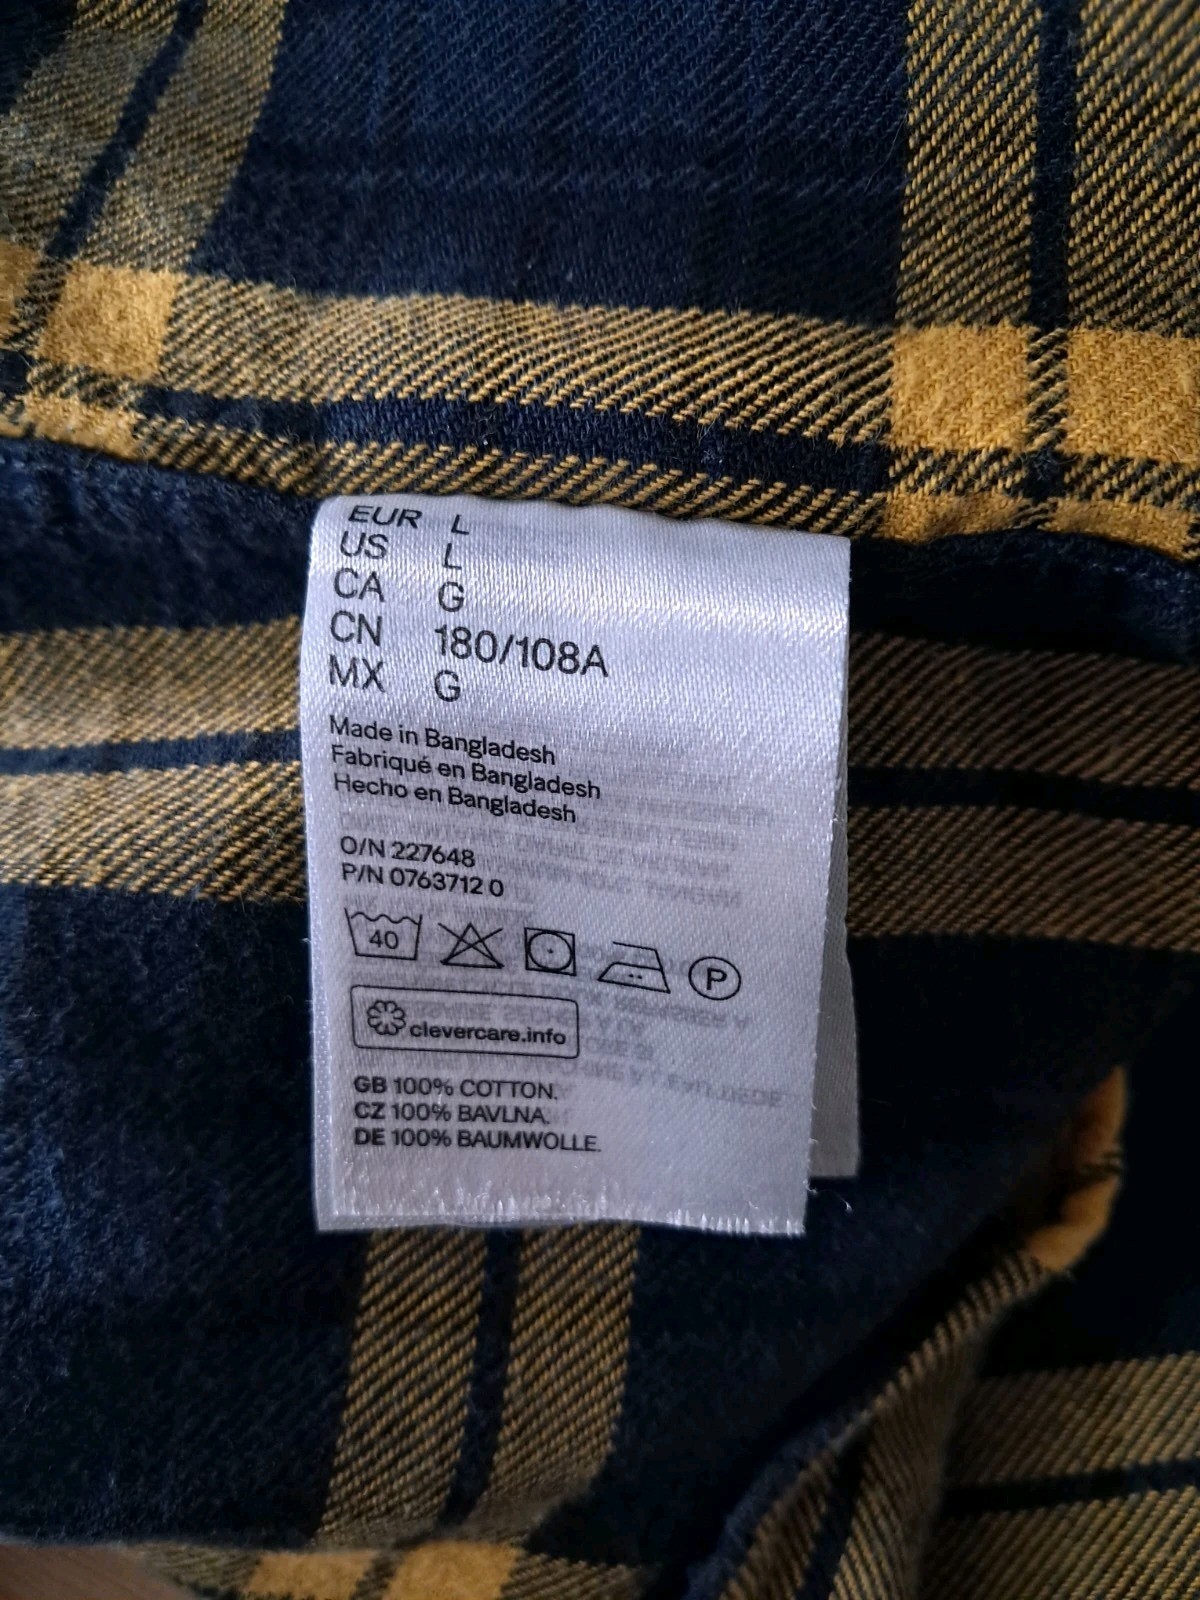 EUR L
US L
CA G
CN 180/108A
MX G
Made in Bangladesh
Fabriqué en Bangladesh
Hecho en Bangladesh
O/N 227648
P/N 0763712 0
40 P
clevercare.info
GB 100% COTTON.
CZ 100% BAVLNA.
DE 100% BAUMWOLLE.